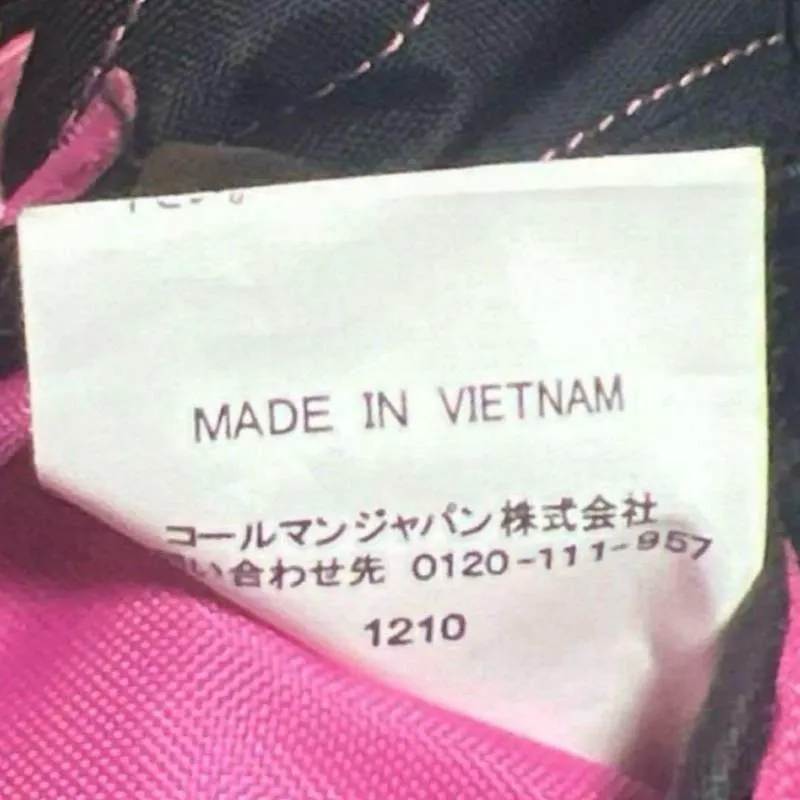 MADE IN VIETNAM
コールマンジャパン株式会社
い合わせ先 0120-111-957
1210